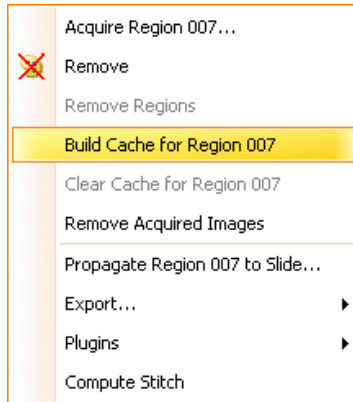 Acquire Region 007...
Remove
Remove Regions
Build Cache for Region 007
Clear Cache for Region 007
Remove Acquired Images
Propagate Region 007 to Slide...
Export...
Plugins
Compute Stitch